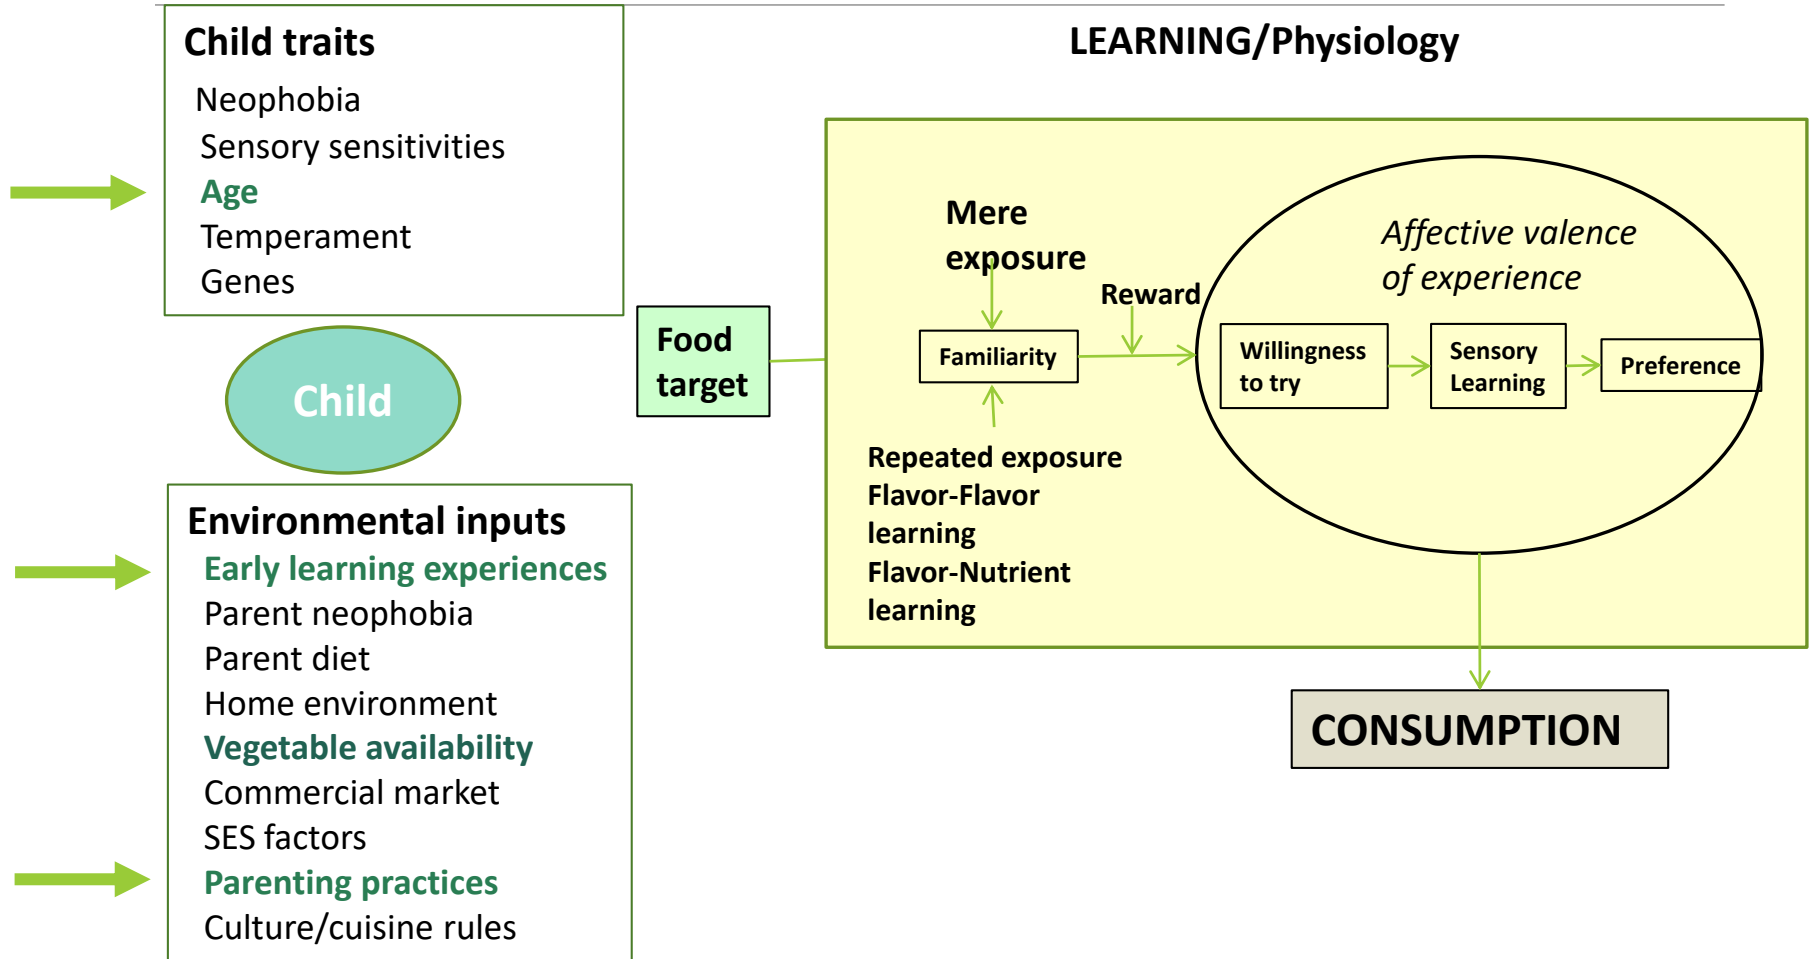 Child traits
Neophobia
Sensory sensitivities
Age
Temperament
Genes
Child
Environmental inputs
Early learning experiences
Parent neophobia
Parent diet
Home environment
Vegetable availability
Commercial market
SES factors
Parenting practices
Culture/cuisine rules
LEARNING/Physiology
Food
target
Mere
exposure
Reward
Familiarity
Repeated exposure
Flavor-Flavor
learning
Flavor-Nutrient
learning
Affective valence
of experience
Willingness
to try
Sensory
Learning
Preference
CONSUMPTION